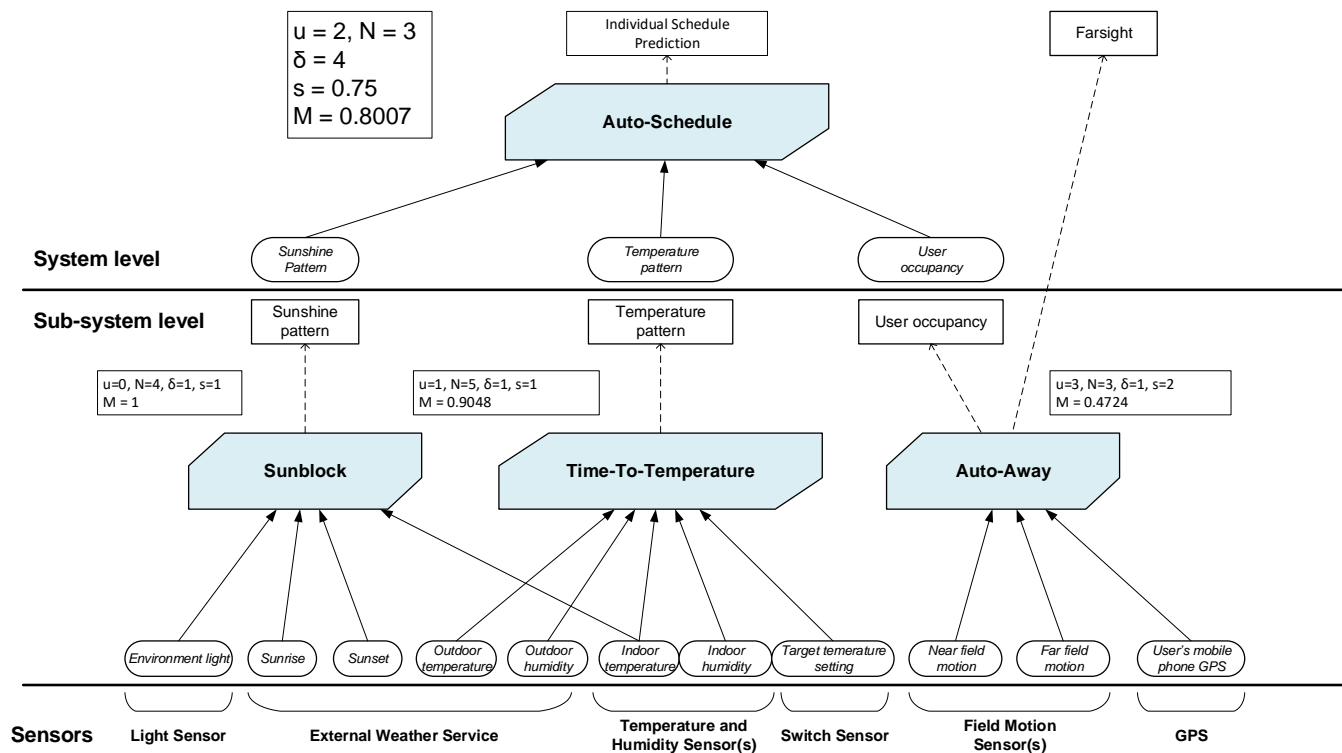 u = 2, N = 3
δ = 4
s = 0.75
M = 0.8007
Individual Schedule
Prediction
Farsight
Auto-Schedule
Sunshine
Pattern
Temperature
pattern
User
occupancy
System level
Sub-system level
Sunshine
pattern
Temperature
pattern
User occupancy
u=0, N=4, δ=1, s=1
M = 1
u=1, N=5, δ=1, s=1
M = 0.9048
u=3, N=3, δ=1, s=2
M = 0.4724
Sunblock
Time-To-Temperature
Auto-Away
Environment light
Sunrise
Sunset
Outdoor
temperature
Outdoor
humidity
Indoor
temperature
Indoor
humidity
Target temerature
setting
Near field
motion
Far field
motion
User's mobile
phone GPS
Sensors
Light Sensor
External Weather Service
Temperature and
Humidity Sensor(s)
Switch Sensor
Field Motion
Sensor(s)
GPS